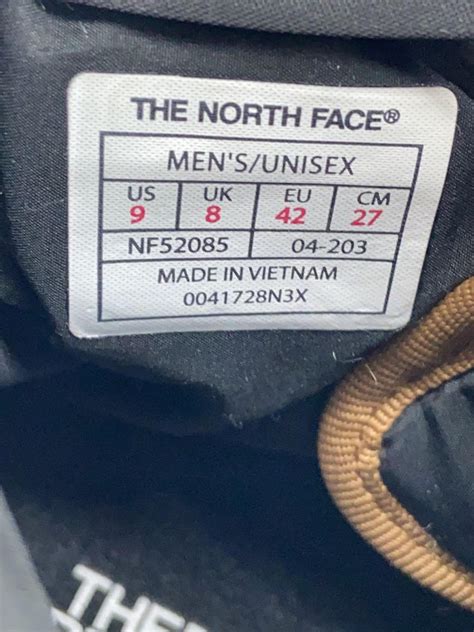 THE NORTH FACE®
MEN'S/UNISEX
US UK EU CM
9 8 42 27
NF52085 04-203
MADE IN VIETNAM
0041728N3X
THE